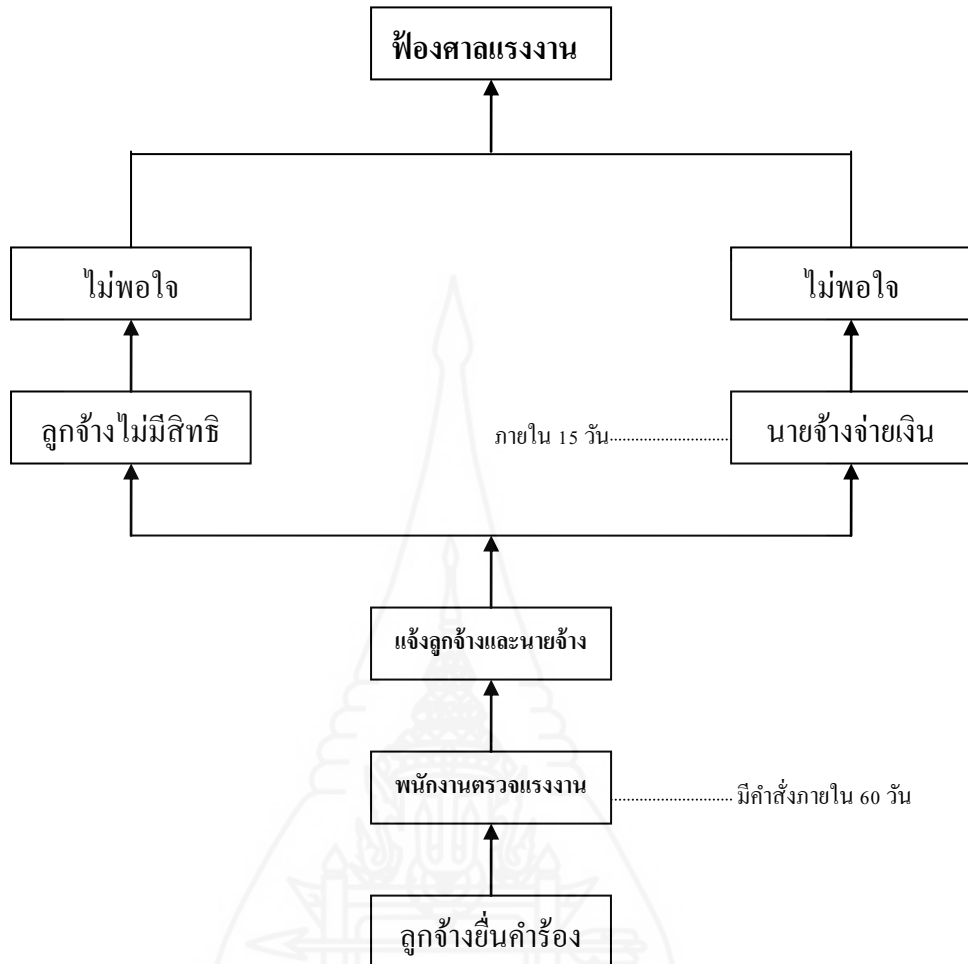 ฟ้องศาลแรงงาน
ไม่พอใจ
ไม่พอใจ
ลูกจ้างไม่มีสิทธิ
ภายใน 15 วัน
นายจ้างจ่ายเงิน
แจ้งลูกจ้างและนายจ้าง
พนักงานตรวจแรงงาน
มีคำสั่งภายใน 60 วัน
ลูกจ้างยื่นคำร้อง